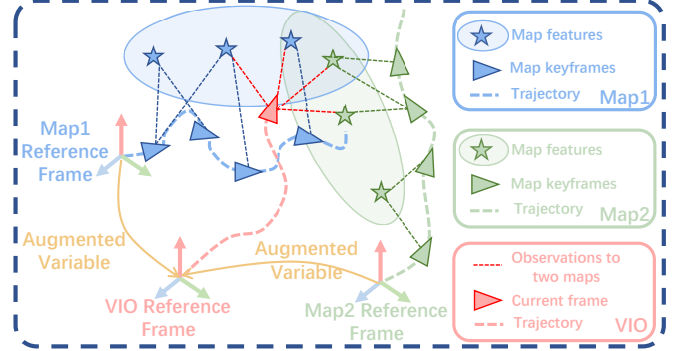 Map features
Map keyframes
Trajectory
Map1
Map features
Map keyframes
Trajectory
Map2
Observations to
two maps
Current frame
Trajectory
VIO
Map1
Reference
Frame
Augmented
Variable
Augmented
Variable
VIO Reference
Frame
Map2 Reference
Frame